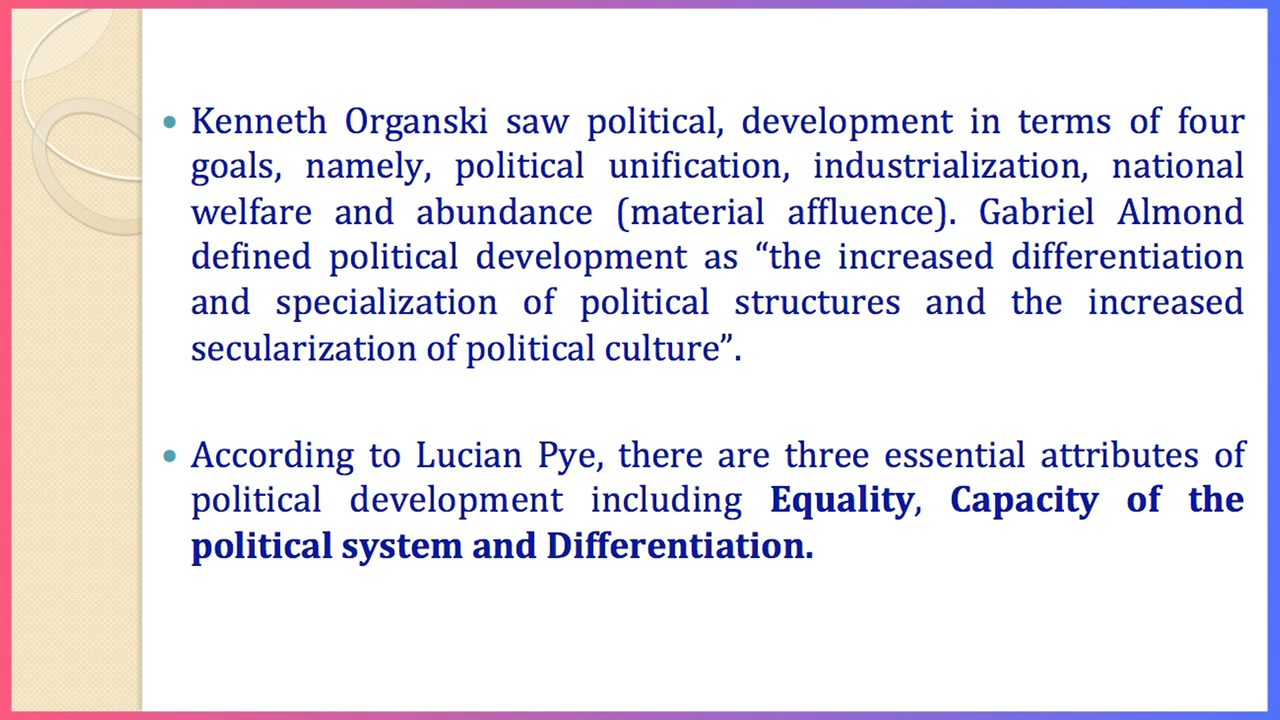 • Kenneth Organski saw political, development in terms of four
goals, namely, political unification, industrialization, national
welfare and abundance (material affluence). Gabriel Almond
defined political development as “the increased differentiation
and specialization of political structures and the increased
secularization of political culture”.
• According to Lucian Pye, there are three essential attributes of
political development including Equality, Capacity of the
political system and Differentiation.